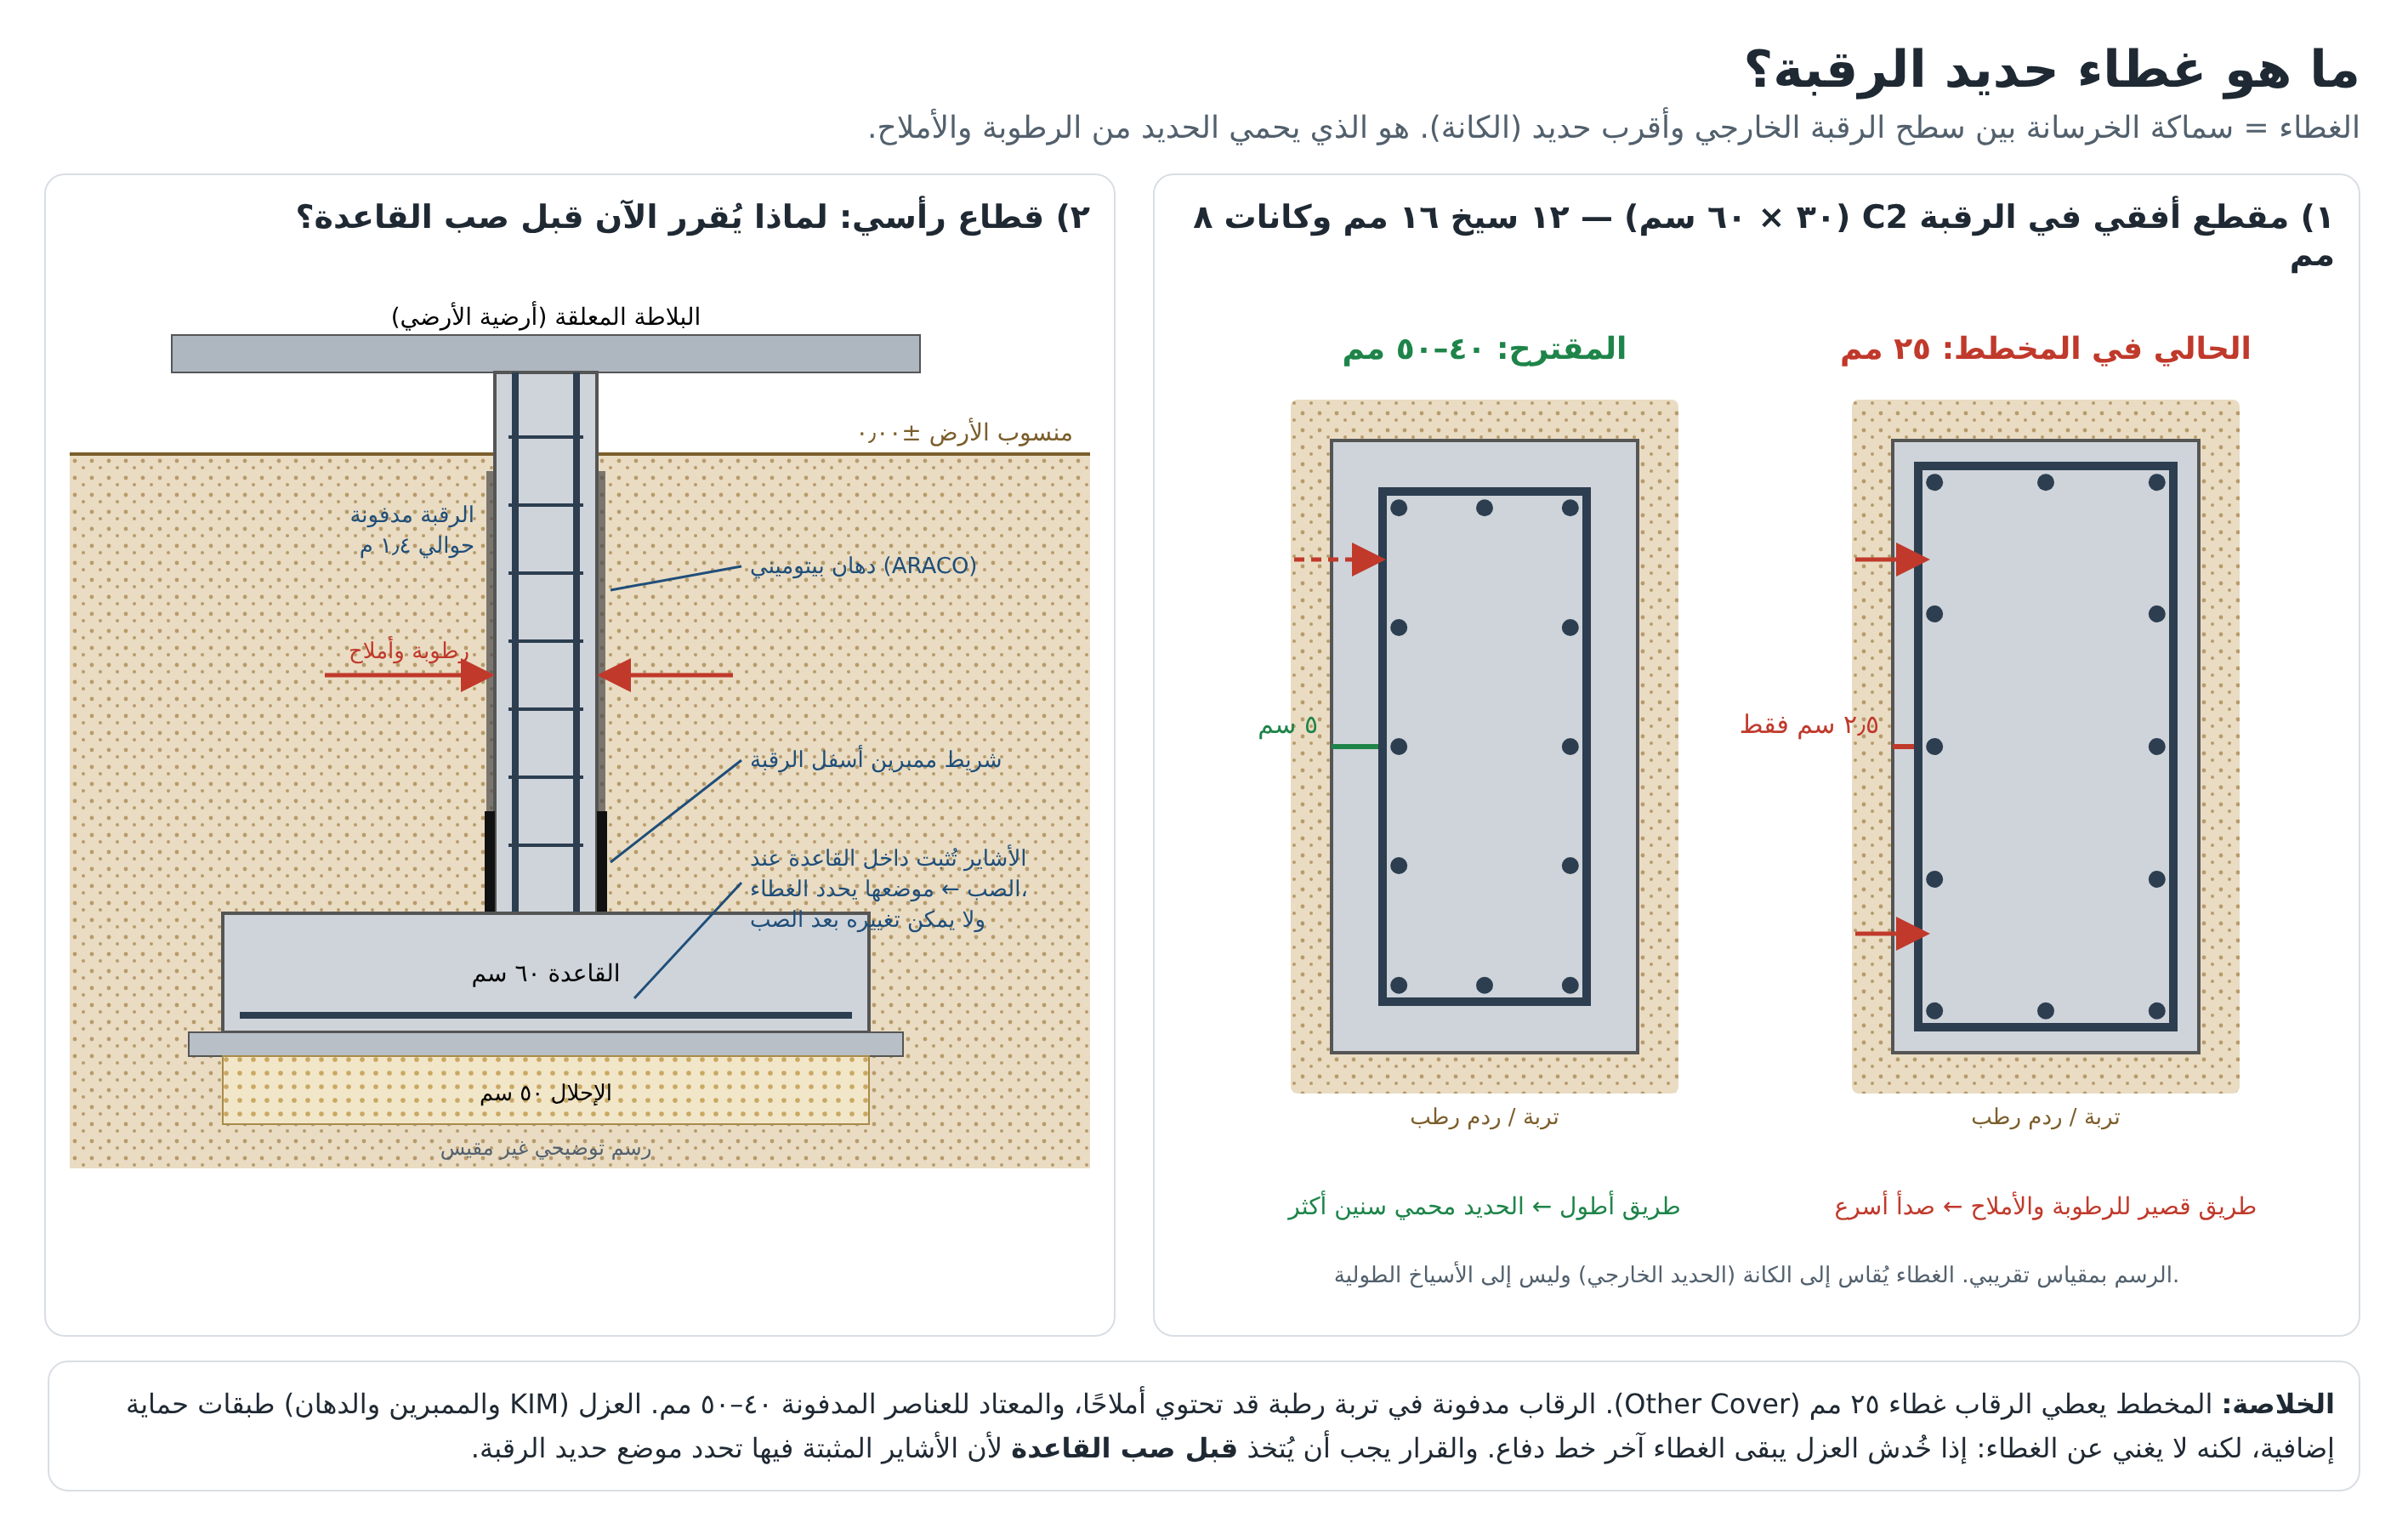 ما هو غطاء حديد الرقبة؟
الغطاء = سماكة الخرسانة بين سطح الرقبة الخارجي وأقرب حديد (الكانة). هو الذي يحمي الحديد من الرطوبة والأملاح.
١) مقطع أفقي في الرقبة C2 (٣٠ × ٦٠ سم) — ١٢ سيخ ١٦ مم وكانات ٨
مم
الحالي في المخطط: ٢٥ مم
المقترح: ٤٠–٥٠ مم
٢٫٥ سم فقط
٥ سم
تربة / ردم رطب
تربة / ردم رطب
طريق قصير للرطوبة والأملاح ← صدأ أسرع
طريق أطول ← الحديد محمي سنين أكثر
الرسم بمقياس تقريبي. الغطاء يُقاس إلى الكانة (الحديد الخارجي) وليس إلى الأسياخ الطولية.
٢) قطاع رأسي: لماذا يُقرر الآن قبل صب القاعدة؟
البلاطة المعلقة (أرضية الأرضي)
منسوب الأرض ±٠٫٠٠
الرقبة مدفونة
حوالي ١٫٤ م
دهان بيتوميني (ARACO)
رطوبة وأملاح
شريط ممبرين أسفل الرقبة
الأشاير تُثبت داخل القاعدة عند
الصب ← موضعها يحدد الغطاء،
ولا يمكن تغييره بعد الصب
القاعدة ٦٠ سم
الإحلال ٥٠ سم
رسم توضيحي غير مقيس
الخلاصة: المخطط يعطي الرقاب غطاء ٢٥ مم (Other Cover). الرقاب مدفونة في تربة رطبة قد تحتوي أملاحًا، والمعتاد للعناصر المدفونة ٤٠–٥٠ مم. العزل (KIM والممبرين والدهان) طبقات حماية
إضافية، لكنه لا يغني عن الغطاء: إذا خُدش العزل يبقى الغطاء آخر خط دفاع. والقرار يجب أن يُتخذ قبل صب القاعدة لأن الأشاير المثبتة فيها تحدد موضع حديد الرقبة.